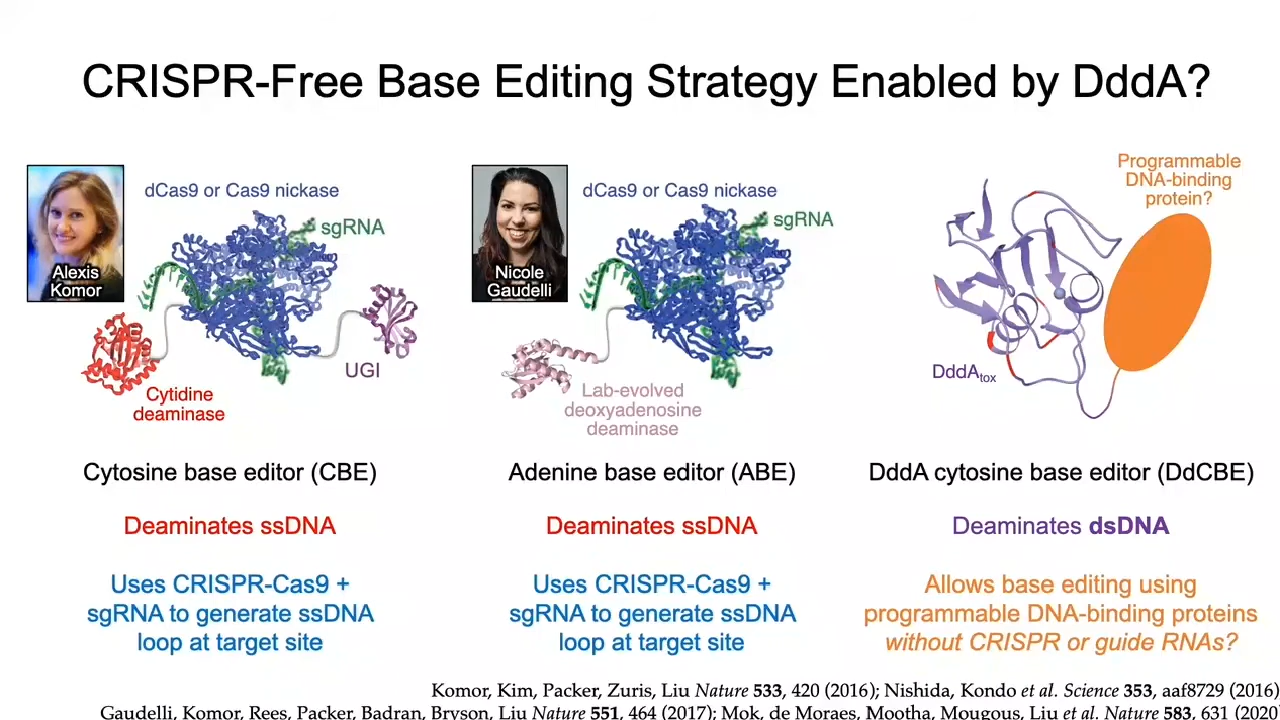 CRISPR-Free Base Editing Strategy Enabled by DddA?
Alexis
Komor
dCas9 or Cas9 nickase
sgRNA
UGI
Cytidine
deaminase
Cytosine base editor (CBE)
Deaminates ssDNA
Uses CRISPR-Cas9 +
sgRNA to generate ssDNA
loop at target site
Nicole
Gaudelli
dCas9 or Cas9 nickase
sgRNA
Lab-evolved
deoxyadenosine
deaminase
Adenine base editor (ABE)
Deaminates ssDNA
Uses CRISPR-Cas9 +
sgRNA to generate ssDNA
loop at target site
Programmable
DNA-binding
protein?
DddAtox
DddA cytosine base editor (DdCBE)
Deaminates dsDNA
Allows base editing using
programmable DNA-binding proteins
without CRISPR or guide RNAs?
Komor, Kim, Packer, Zuris, Liu Nature 533, 420 (2016); Nishida, Kondo et al. Science 353, aaf8729 (2016)
Gaudelli, Komor, Rees, Packer, Badran, Bryson, Liu Nature 551, 464 (2017); Mok, de Moraes, Mootha, Mougous, Liu et al. Nature 583, 631 (2020